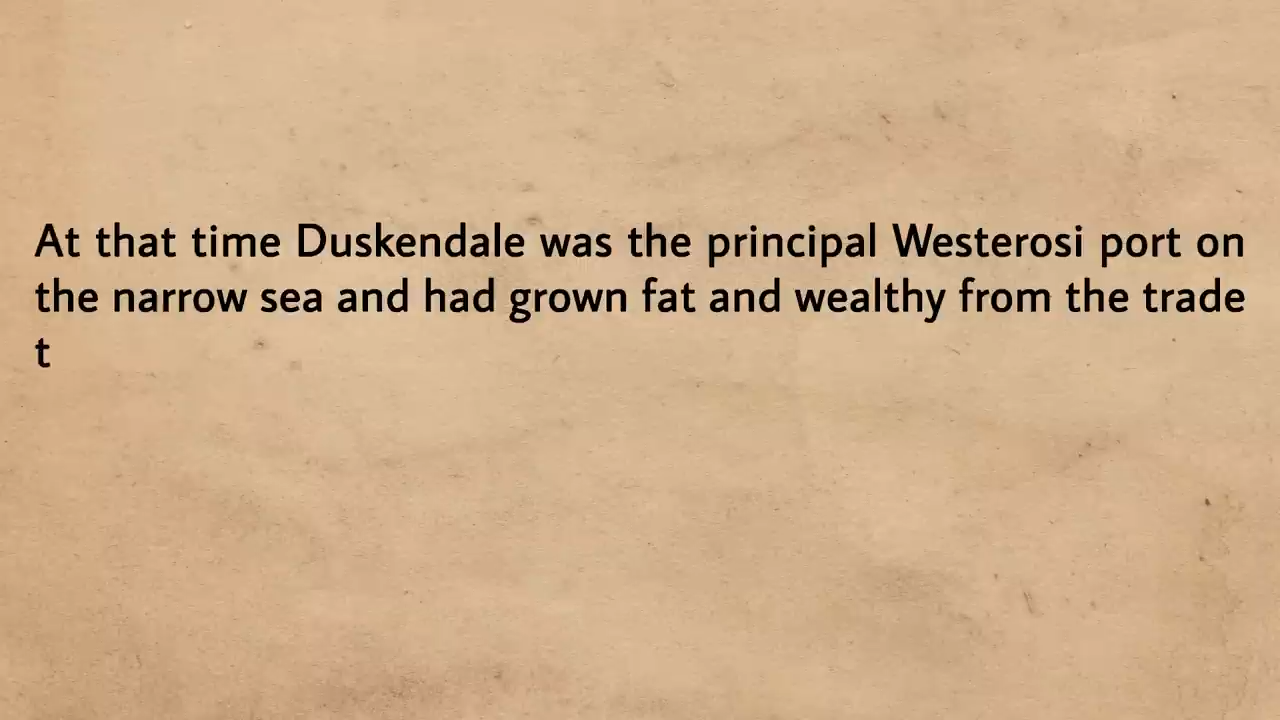 At that time Duskendale was the principal Westerosi port on
the narrow sea and had grown fat and wealthy from the trade
t